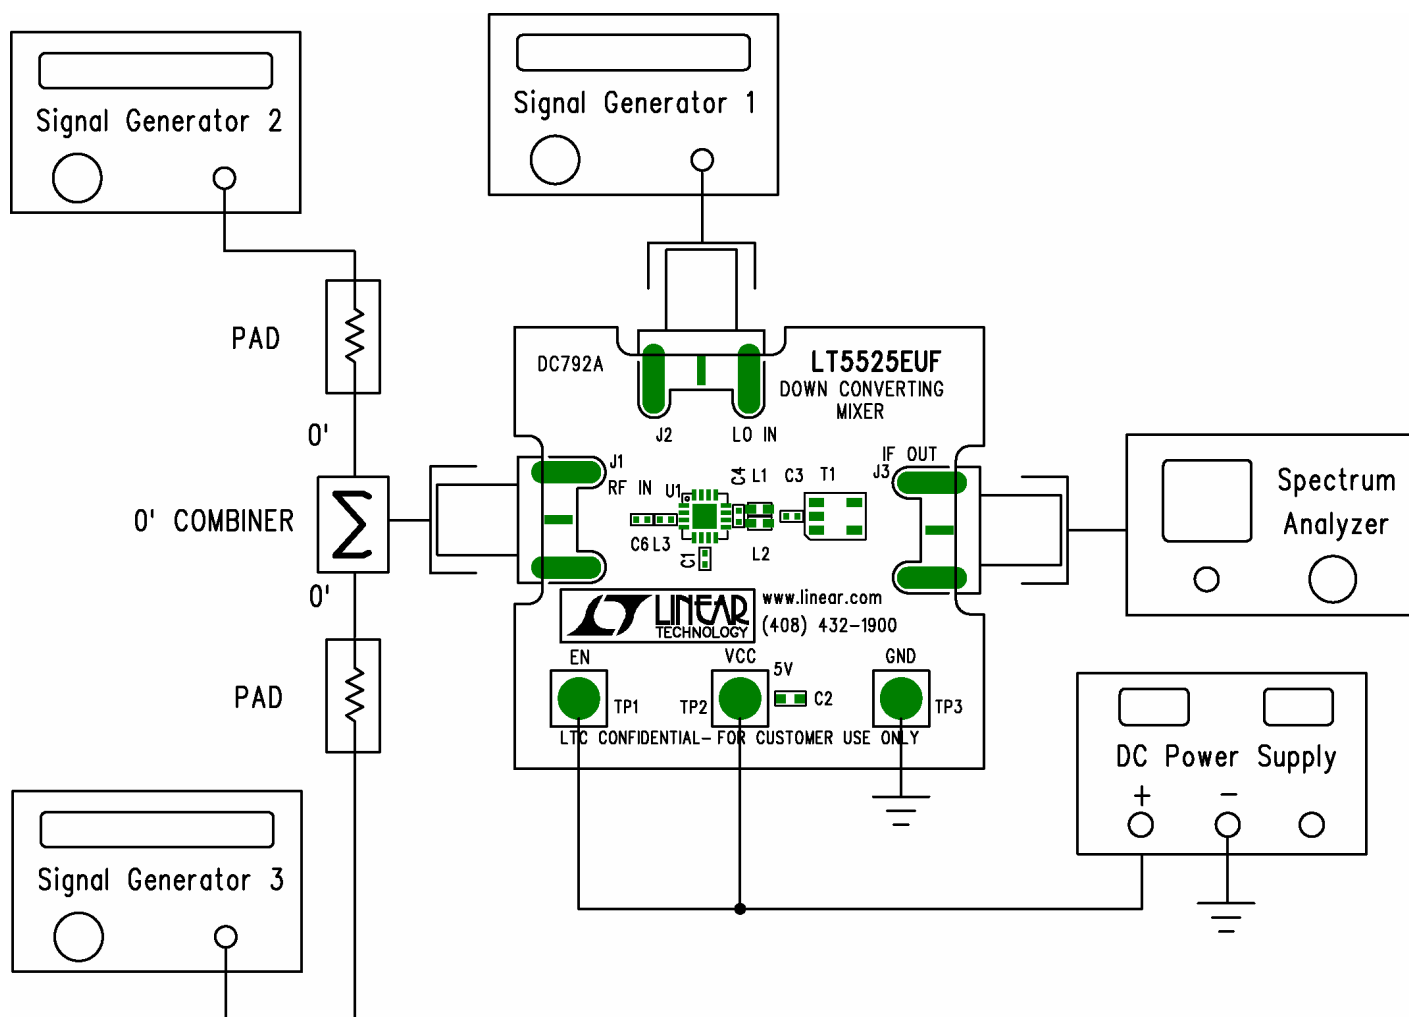 Signal Generator 2
Signal Generator 1
PAD
0'
0' COMBINER
Σ
0'
PAD
Signal Generator 3
DC792A
LT5525EUF
DOWN CONVERTING
MIXER
J2
LO IN
J1
RF IN
U1
C4
L1
C3
T1
IF OUT
J3
C6
L3
C1
L2
LINEAR
TECHNOLOGY
www.linear.com
(408) 432-1900
EN
VCC
GND
5V
TP1
TP2
C2
TP3
LTC CONFIDENTIAL-FOR CUSTOMER USE ONLY
Spectrum
Analyzer
DC Power Supply
+ −